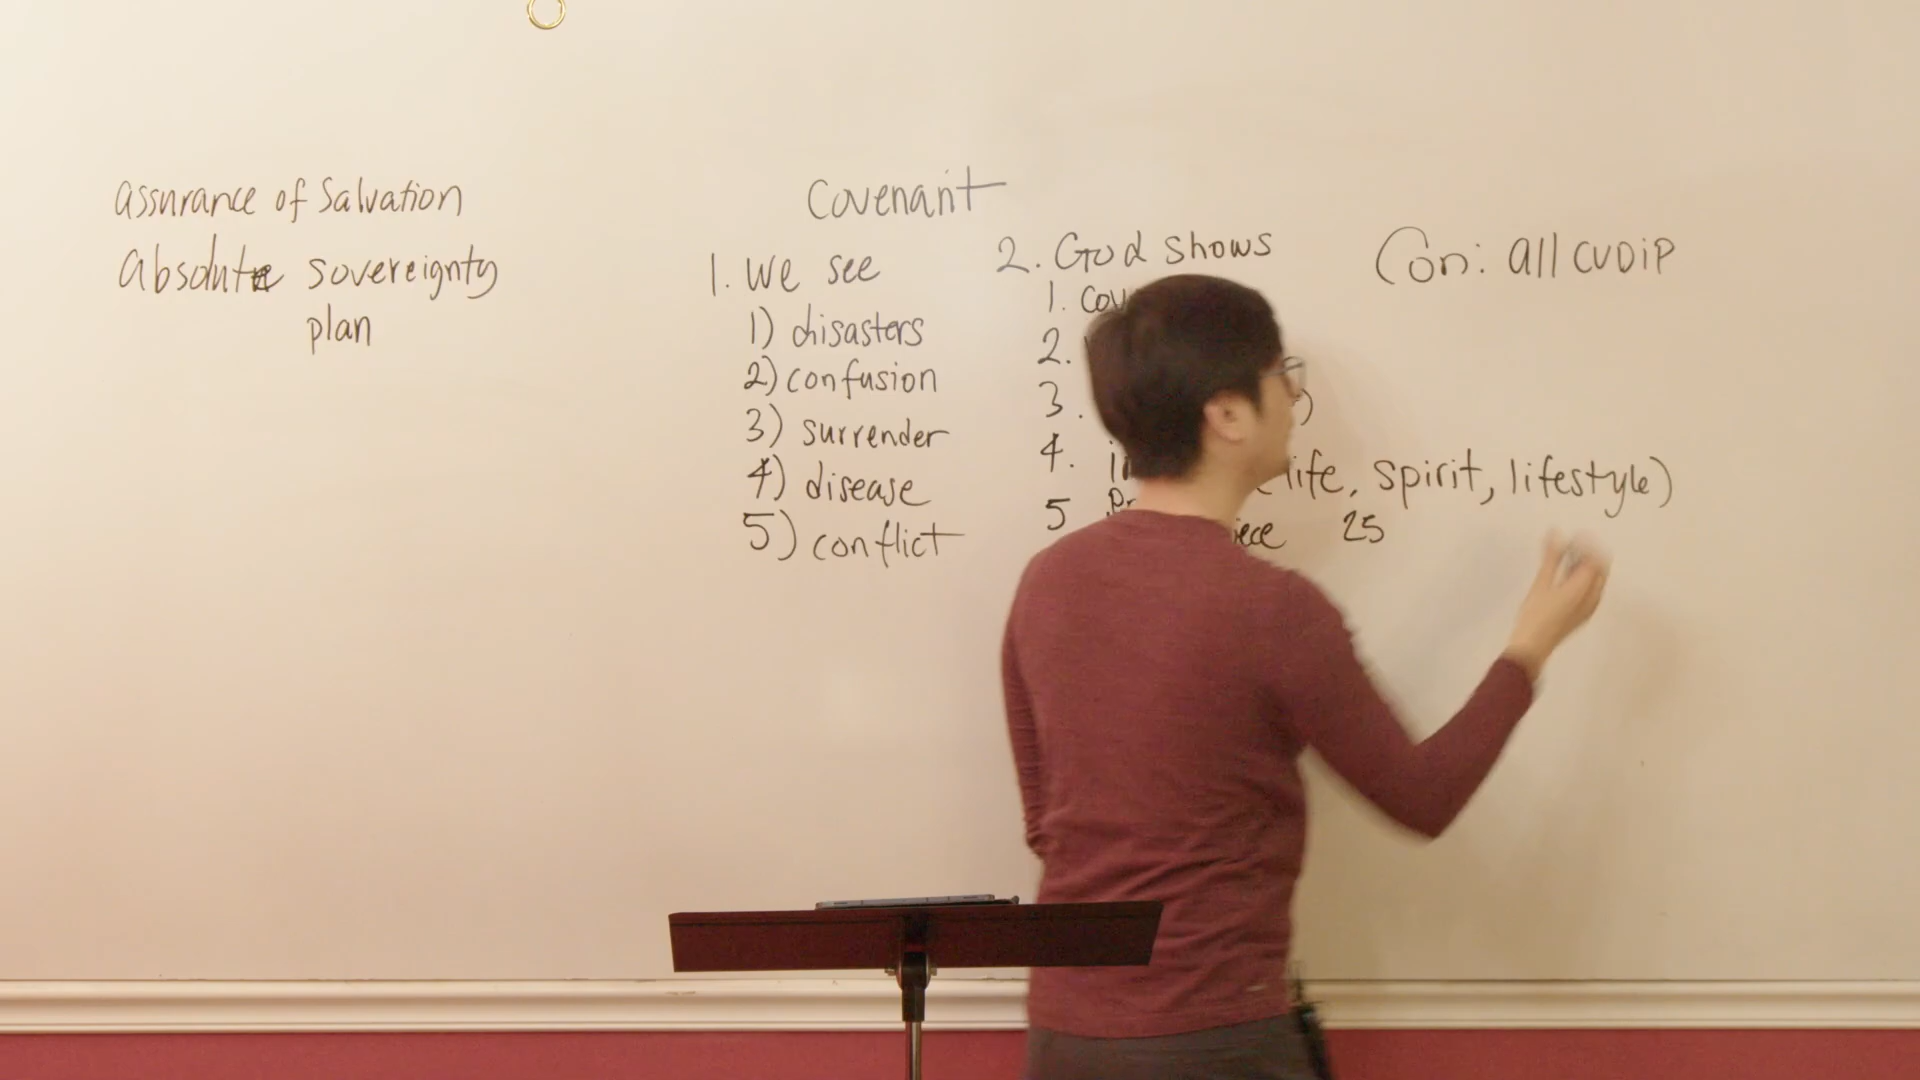 assurance of Salvation
absolute sovereignty
plan
Covenant
1. we see
1) disasters
2) confusion
3) surrender
4) disease
5) conflict
2. God shows
1.
2.
3. )
4. life, spirit, lifestyle)
5 25
Con: all CVDIP